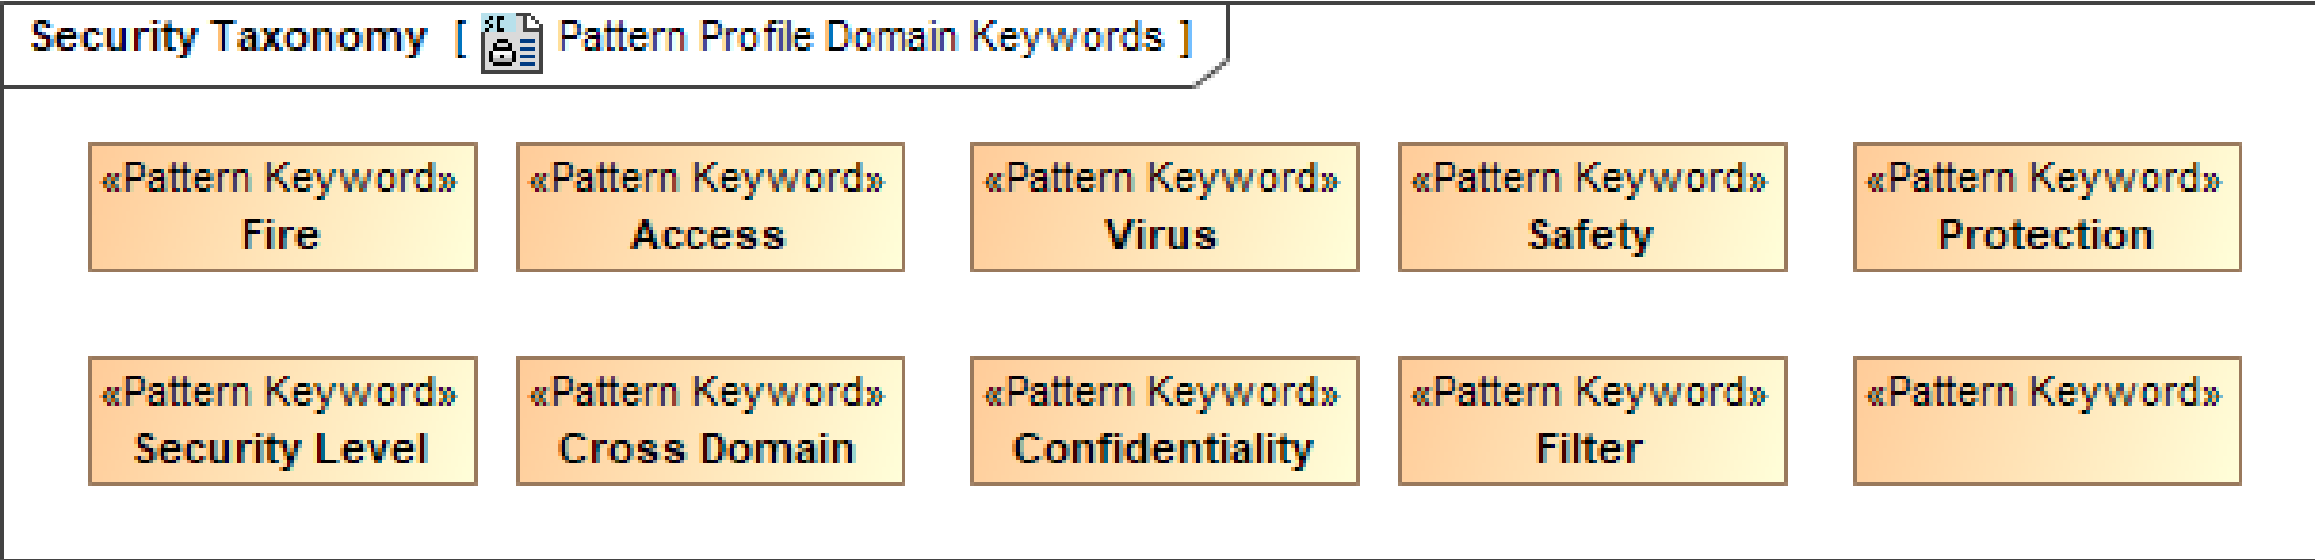 Security Taxonomy [ Pattern Profile Domain Keywords ]
«Pattern Keyword» «Pattern Keyword» «Pattern Keyword» «Pattern Keyword» «Pattern Keyword»
Fire Access Virus Safety Protection
«Pattern Keyword» «Pattern Keyword» «Pattern Keyword» «Pattern Keyword» «Pattern Keyword»
Security Level Cross Domain Confidentiality Filter